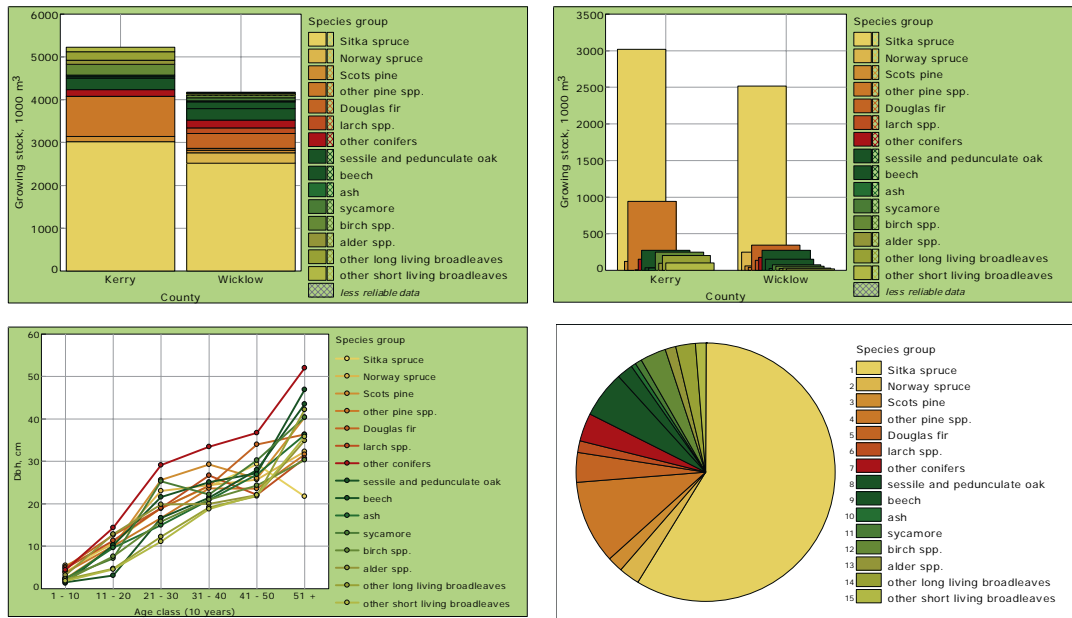 6000
5000
4000
3000
2000
1000
0
Growing stock, 1000 m³
Kerry
Wicklow
County
Species group
Sitka spruce
Norway spruce
Scots pine
other pine spp.
Douglas fir
larch spp.
other conifers
sessile and pedunculate oak
beech
ash
sycamore
birch spp.
alder spp.
other long living broadleaves
other short living broadleaves
less reliable data
3500
3000
2500
2000
1500
1000
500
0
Growing stock, 1000 m³
Kerry
Wicklow
County
Species group
Sitka spruce
Norway spruce
Scots pine
other pine spp.
Douglas fir
larch spp.
other conifers
sessile and pedunculate oak
beech
ash
sycamore
birch spp.
alder spp.
other long living broadleaves
other short living broadleaves
less reliable data
60
50
40
30
20
10
0
Dbh, cm
1 - 10
11 - 20
21 - 30
31 - 40
41 - 50
51 +
Age class (10 years)
Species group
Sitka spruce
Norway spruce
Scots pine
other pine spp.
Douglas fir
larch spp.
other conifers
sessile and pedunculate oak
beech
ash
sycamore
birch spp.
alder spp.
other long living broadleaves
other short living broadleaves
Species group
1 Sitka spruce
2 Norway spruce
3 Scots pine
4 other pine spp.
5 Douglas fir
6 larch spp.
7 other conifers
8 sessile and pedunculate oak
9 beech
10 ash
11 sycamore
12 birch spp.
13 alder spp.
14 other long living broadleaves
15 other short living broadleaves